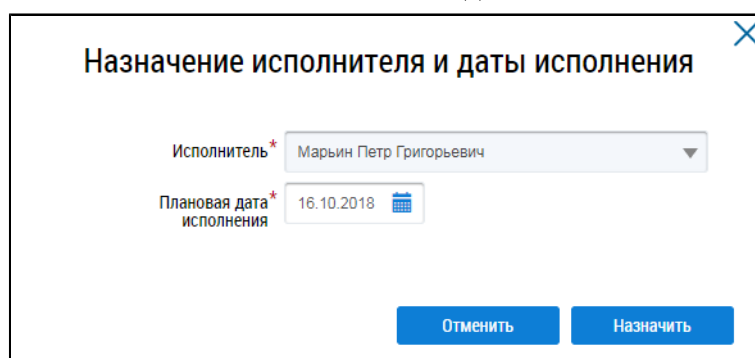 Назначение исполнителя и даты исполнения
Исполнитель* Марьин Петр Григорьевич
Плановая дата* 16.10.2018
исполнения
Отменить Назначить